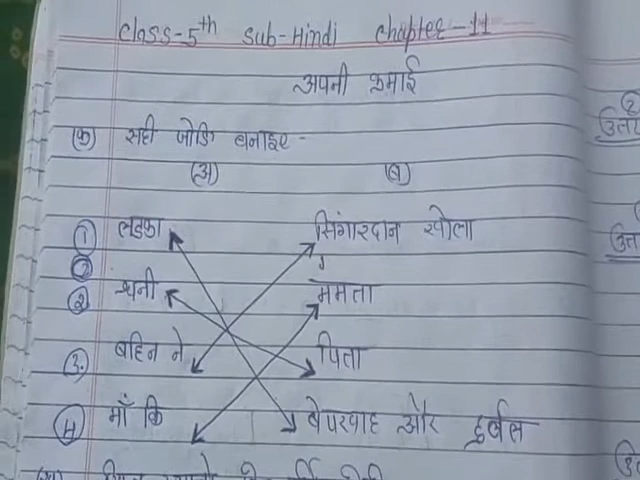 Class-5th Sub-Hindi Chapter-11
अपनी कमाई
(क) सही जोडि बनाइए -
(अ) (ब)
① लडका सिंगारदान खोला
② धनी ममता
③ बहिन ने पिता
④ माँ कि बेपरवाह और दुर्बल